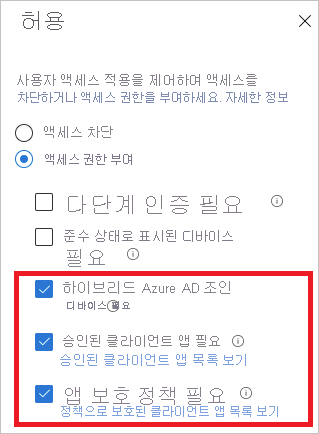 허용
사용자 액세스 적용을 제어하여 액세스를
차단하거나 액세스 권한을 부여하세요. 자세한 정보
액세스 차단
액세스 권한 부여
다단계 인증 필요
준수 상태로 표시된 디바이스
필요
하이브리드 Azure AD 조인
디바이스 필요
승인된 클라이언트 앱 필요
승인된 클라이언트 앱 목록 보기
앱 보호 정책 필요
정책으로 보호된 클라이언트 앱 목록 보기